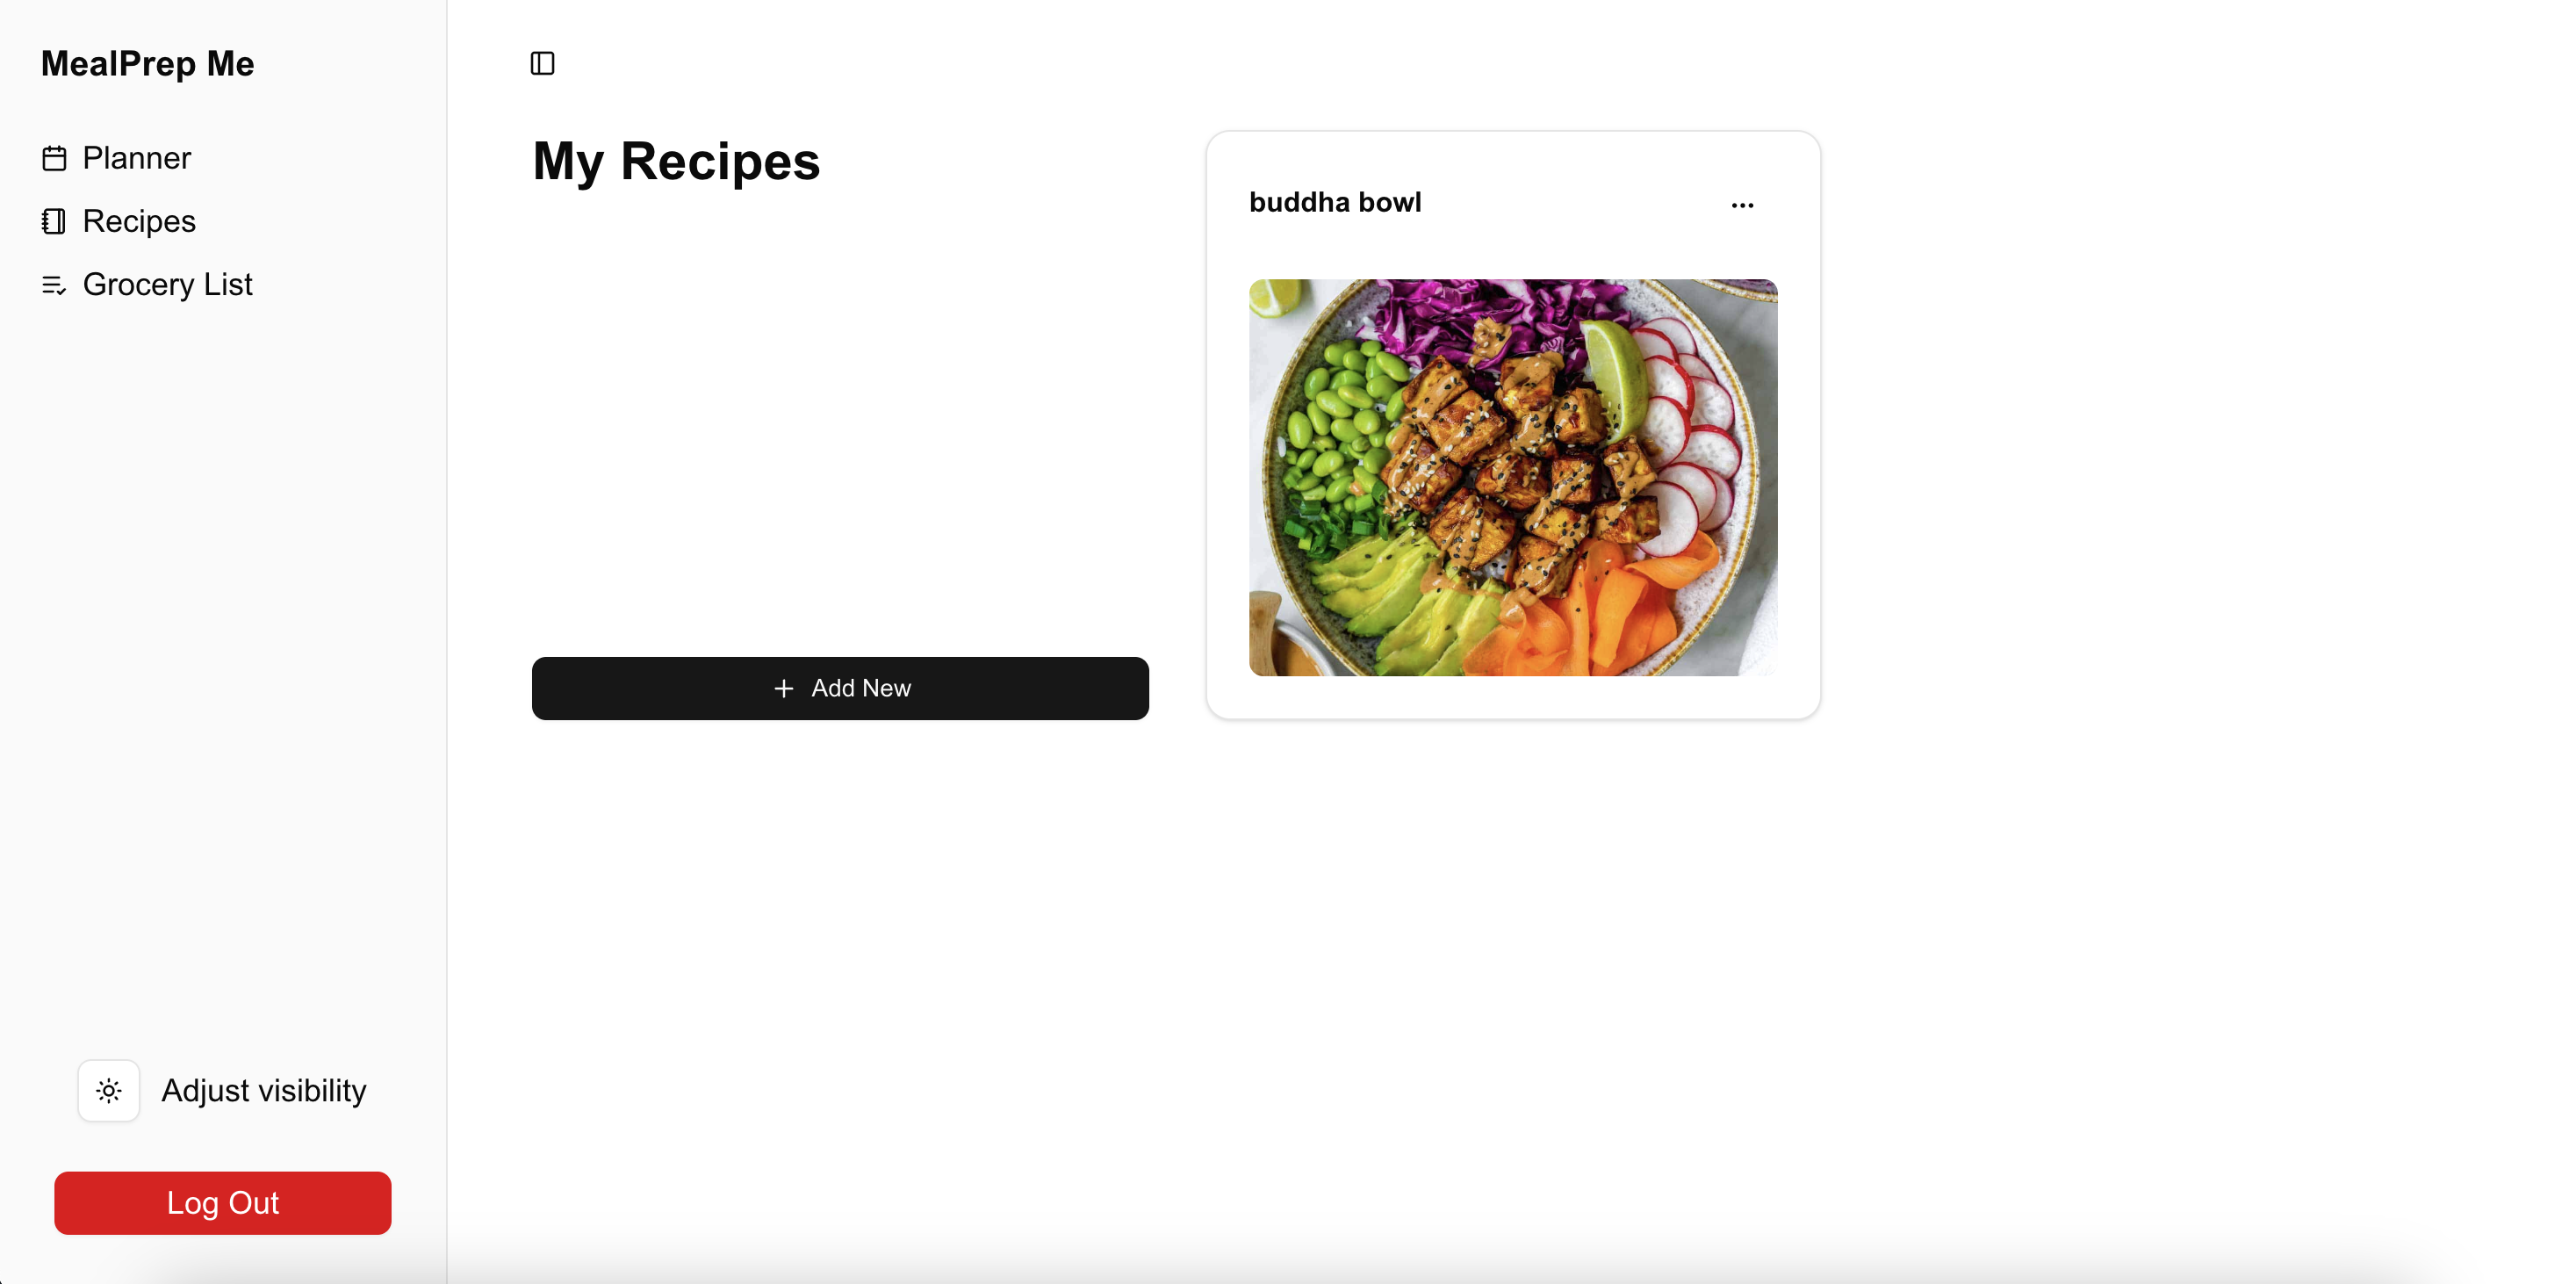 MealPrep Me
Planner
Recipes
Grocery List
Adjust visibility
Log Out
My Recipes
Add New
buddha bowl